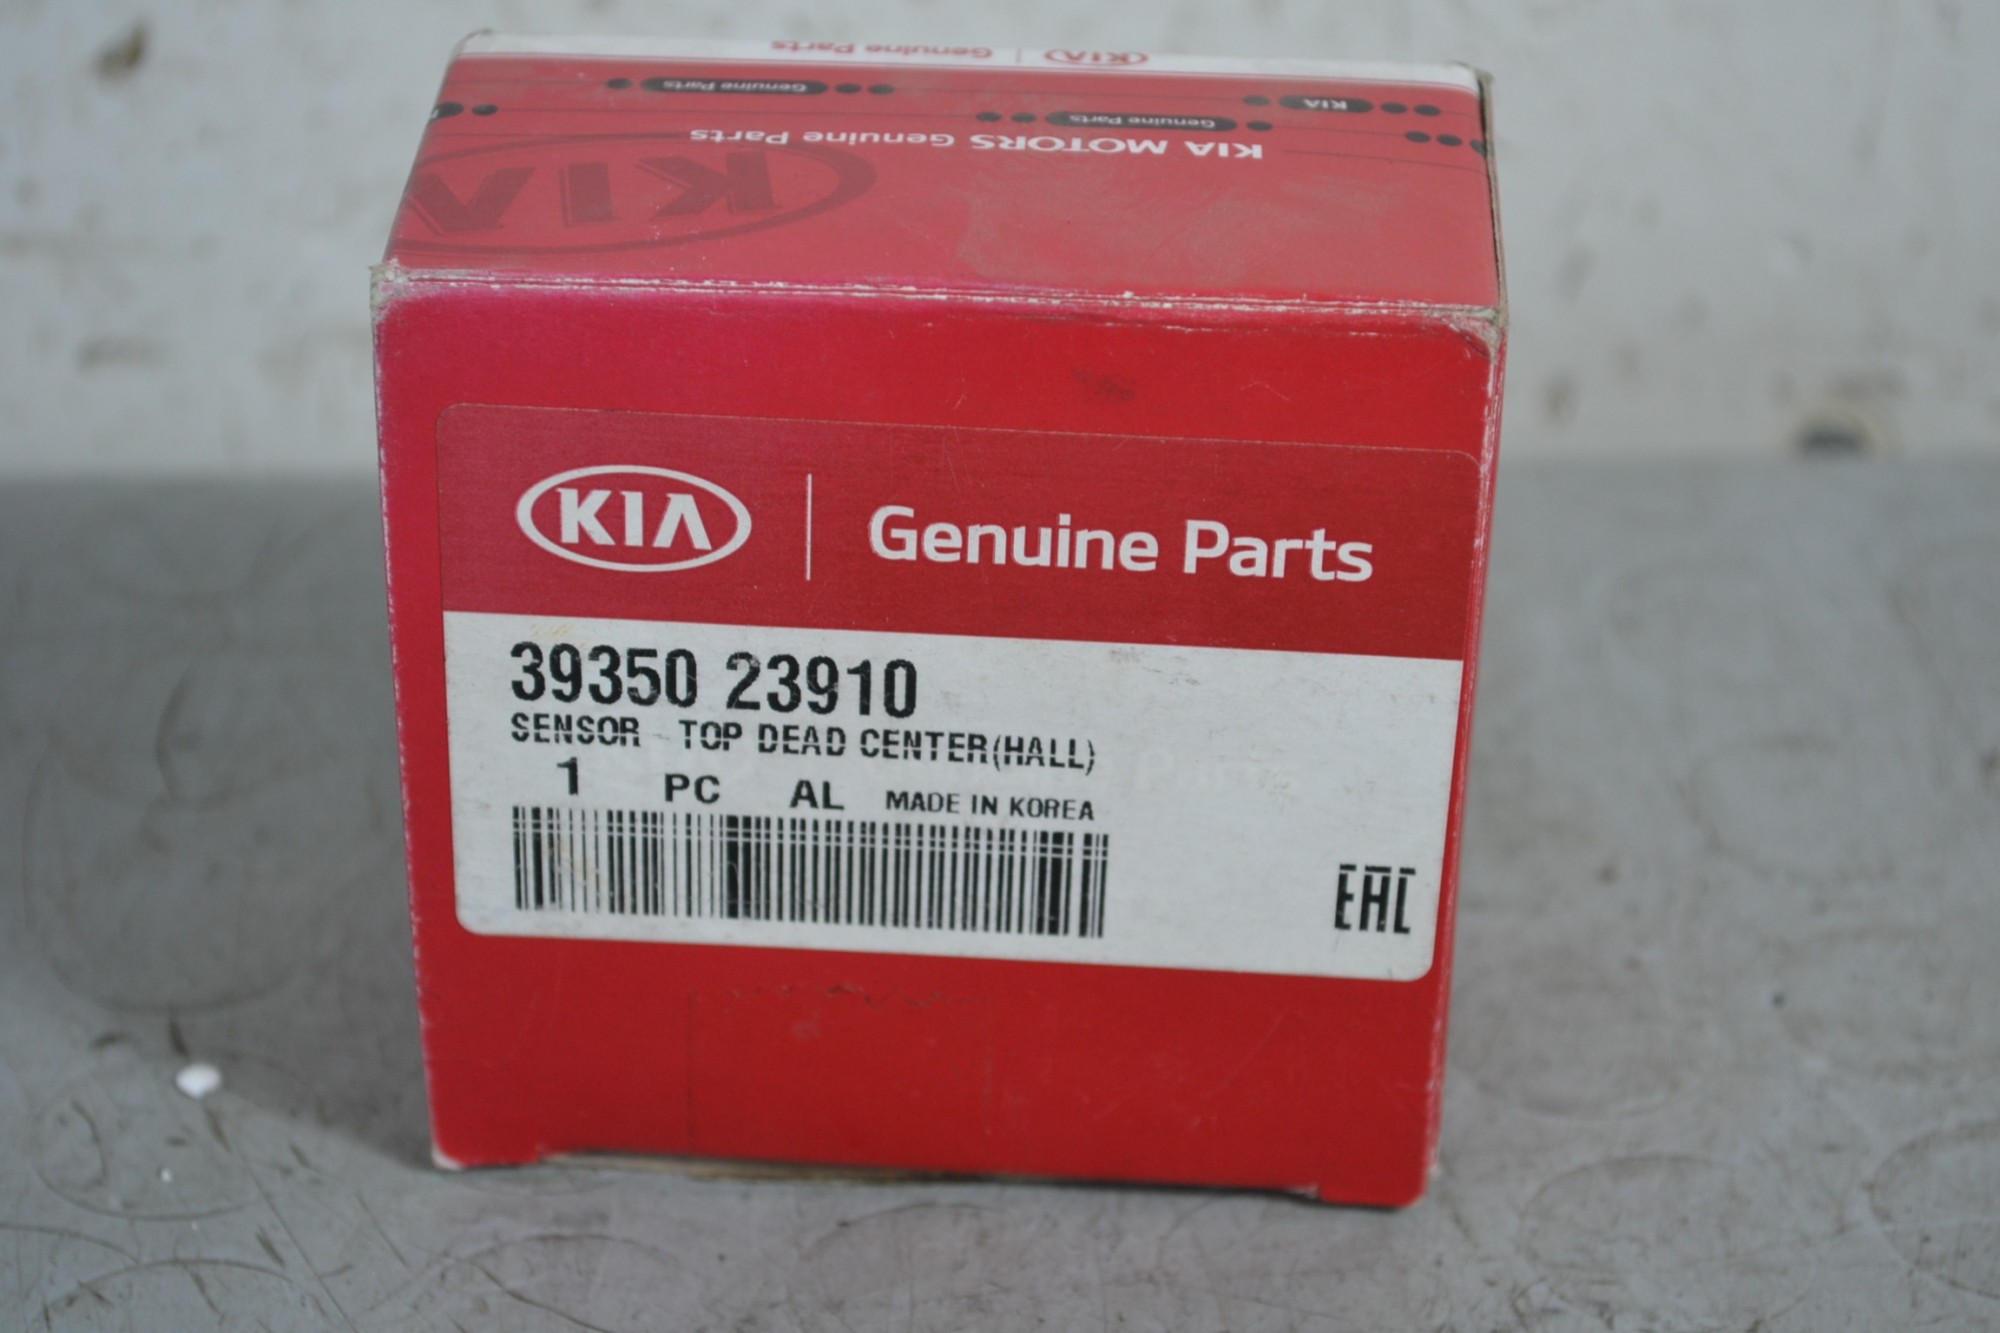 Genuine Parts | KIA
Genuine Parts
KIA
Genuine Parts
KIA MOTORS Genuine Parts
KIA
KIA | Genuine Parts
39350 23910
SENSOR - TOP DEAD CENTER(HALL)
1 PC AL MADE IN KOREA
EAC